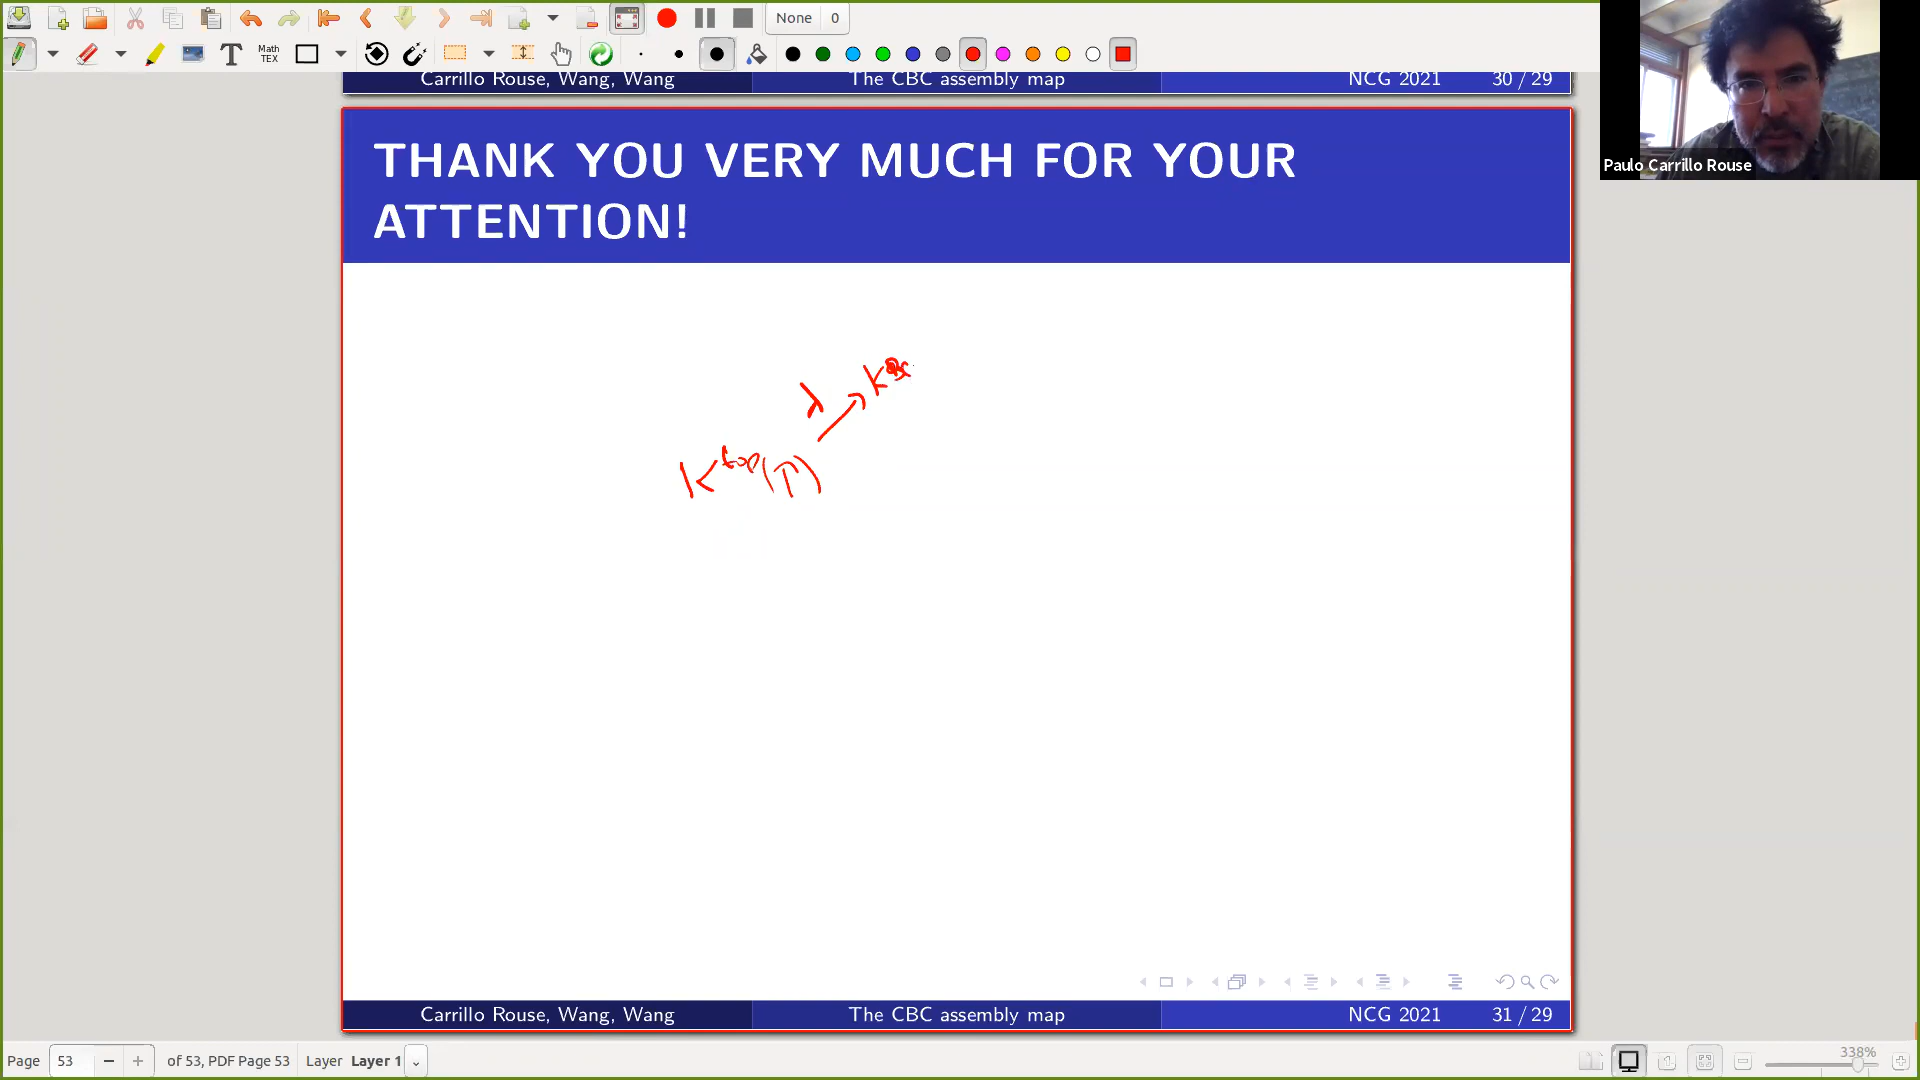 None 0
T Math TEX
Carrillo Rouse, Wang, Wang The CBC assembly map NCG 2021 30 / 29
Paulo Carrillo Rouse
THANK YOU VERY MUCH FOR YOUR
ATTENTION!
λ K
K^top(Γ)
Carrillo Rouse, Wang, Wang The CBC assembly map NCG 2021 31 / 29
Page 53 of 53, PDF Page 53 Layer Layer 1 338%